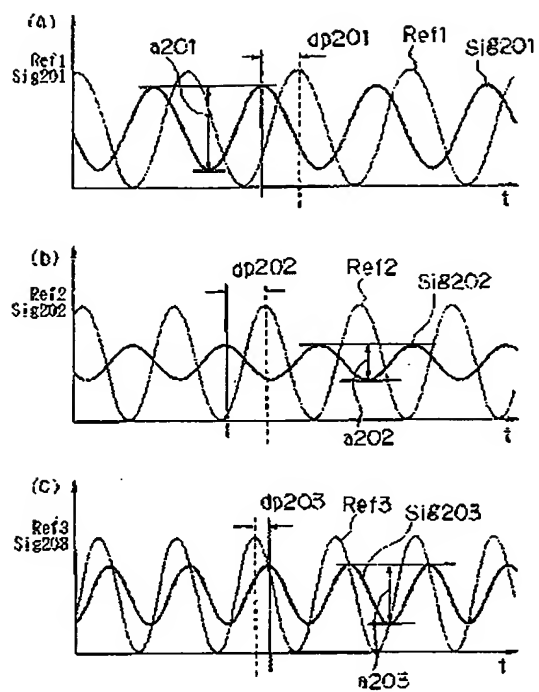 (a)
a201
dp201
Ref1
Sig201
Ref1
Sig201
t
(b)
dp202
Ref2
Sig202
Ref2
Sig202
a202
t
(c)
dp203
Ref3
Sig203
Ref3
Sig203
a203
t